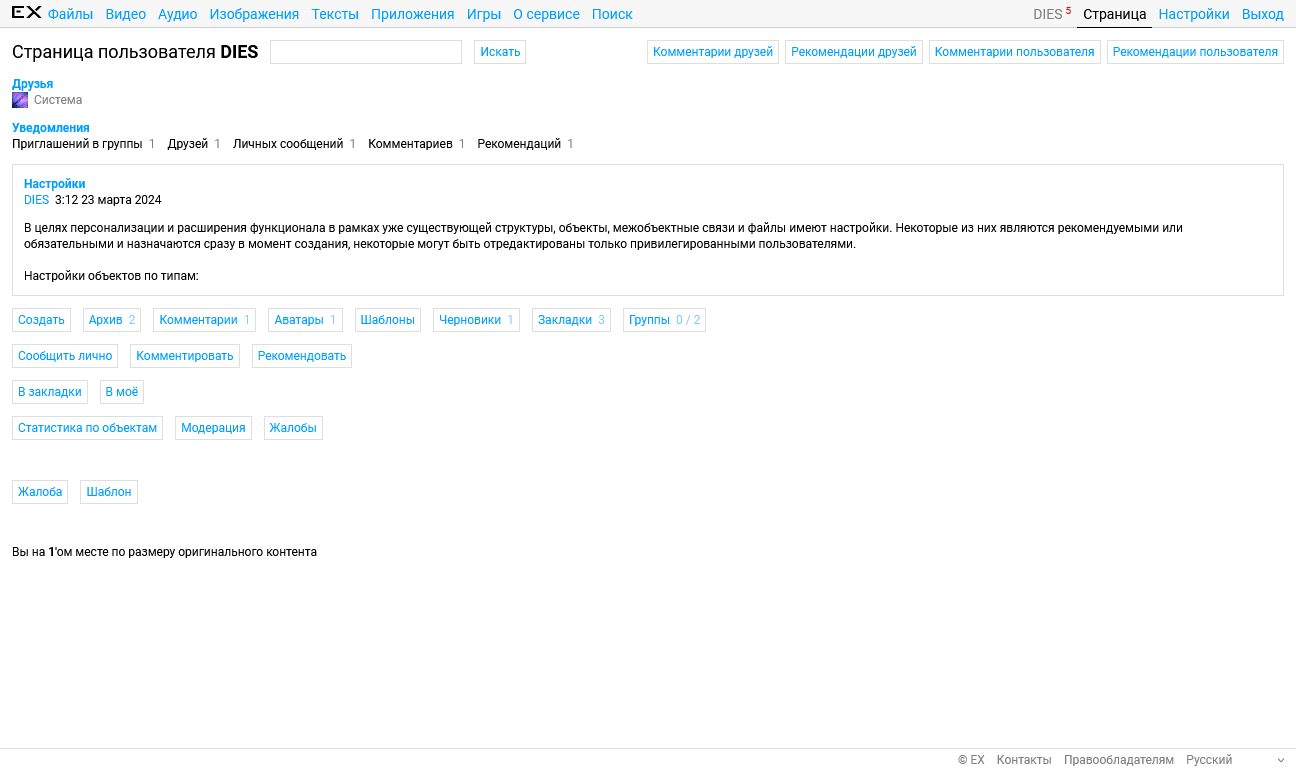 EX Файлы Видео Аудио Изображения Тексты Приложения Игры О сервисе Поиск DIES 5 Страница Настройки Выход
Страница пользователя DIES Искать Комментарии друзей Рекомендации друзей Комментарии пользователя Рекомендации пользователя
Друзья
Система
Уведомления
Приглашений в группы 1 Друзей 1 Личных сообщений 1 Комментариев 1 Рекомендаций 1
Настройки
DIES 3:12 23 марта 2024
В целях персонализации и расширения функционала в рамках уже существующей структуры, объекты, межобъектные связи и файлы имеют настройки. Некоторые из них являются рекомендуемыми или
обязательными и назначаются сразу в момент создания, некоторые могут быть отредактированы только привилегированными пользователями.
Настройки объектов по типам:
Создать Архив 2 Комментарии 1 Аватары 1 Шаблоны Черновики 1 Закладки 3 Группы 0 / 2
Сообщить лично Комментировать Рекомендовать
В закладки В моё
Статистика по объектам Модерация Жалобы
Жалоба Шаблон
Вы на 1'ом месте по размеру оригинального контента
© EX Контакты Правообладателям Русский